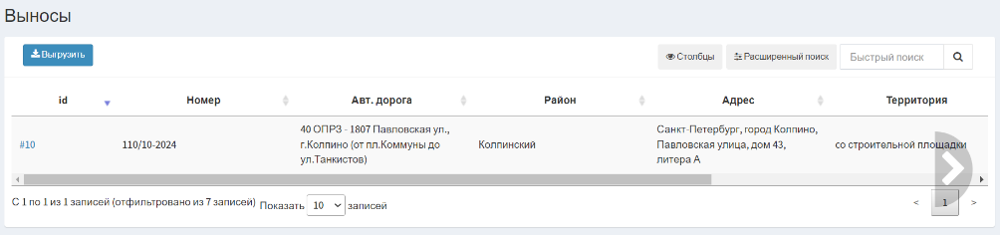 Выносы
Выгрузить
Столбцы
Расширенный поиск
Быстрый поиск
id Номер Авт. дорога Район Адрес Территория
#10
110/10-2024
40 ОПРЗ - 1807 Павловская ул.,
г.Колпино (от пл.Коммуны до
ул.Танкистов)
Колпинский
Санкт-Петербург, город Колпино,
Павловская улица, дом 43,
литера А
со строительной площадки
С 1 по 1 из 1 записей (отфильтровано из 7 записей) Показать 10 записей
< 1 >